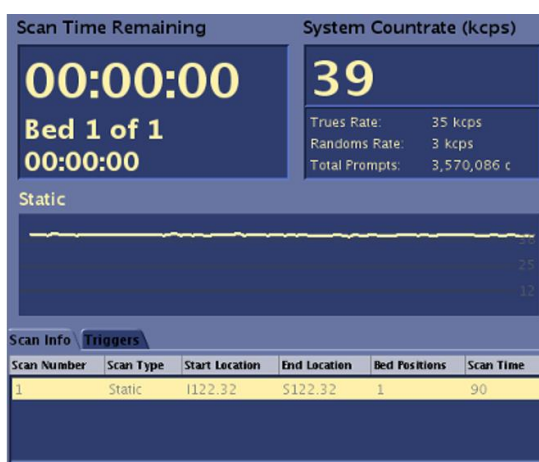 Scan Time Remaining
System Countrate (kcps)
00:00:00
39
Bed 1 of 1
00:00:00
Trues Rate: 35 kcps
Randoms Rate: 3 kcps
Total Prompts: 3,570,086 c
Static
38
25
12
Scan Info Triggers
Scan Number Scan Type Start Location End Location Bed Positions Scan Time
1 Static I122.32 S122.32 1 90